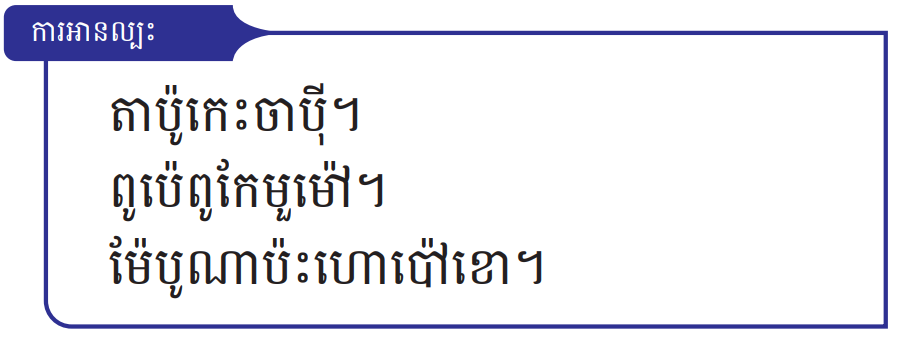 ការអានល្បះ
តាប៉ូកេះចាប៉ី។
ពូប៉េពូកែមួម៉ៅ។
ម៉ែបូណាប៉ះហោប៉ៅខោ។